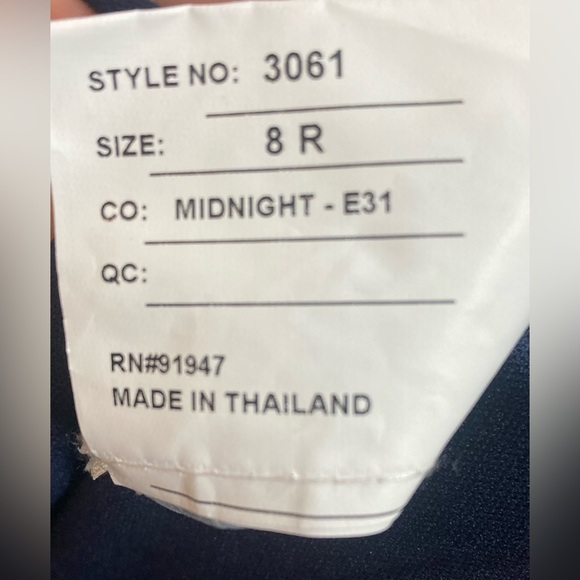 STYLE NO: 3061
SIZE: 8 R
CO: MIDNIGHT - E31
QC:
RN#91947
MADE IN THAILAND